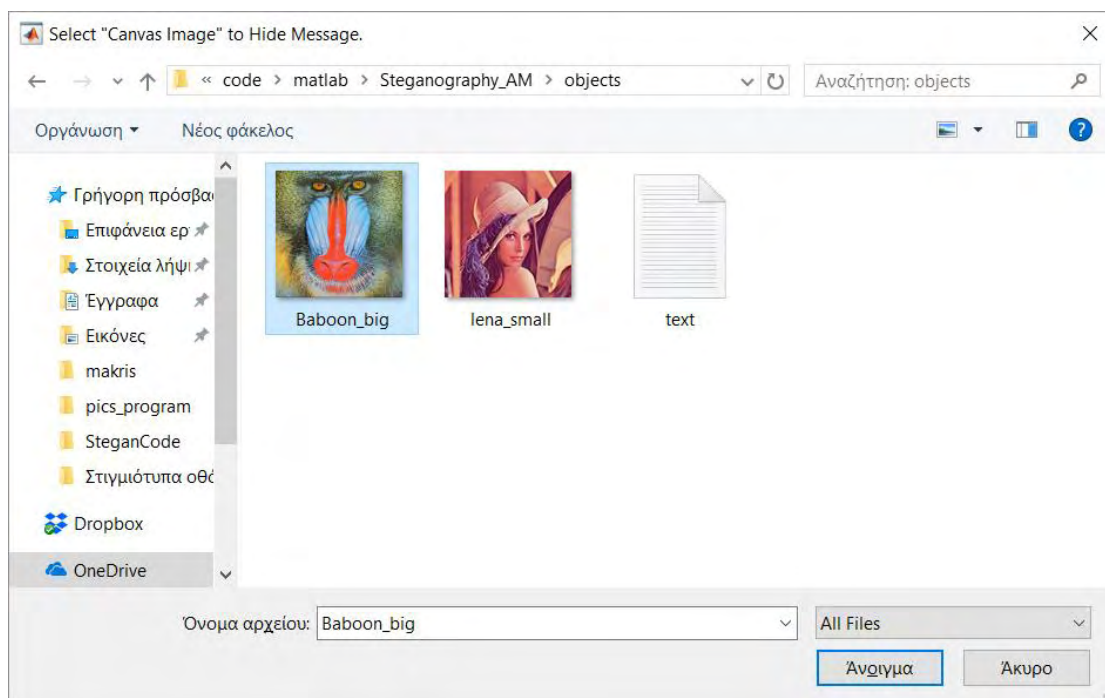 Select "Canvas Image" to Hide Message.
« code > matlab > Steganography_AM > objects
Αναζήτηση: objects
Οργάνωση
Νέος φάκελος
Γρήγορη πρόσβα
Επιφάνεια ερ
Στοιχεία λήψι
Έγγραφα
Εικόνες
makris
pics_program
SteganCode
Στιγμιότυπα οθό
Dropbox
OneDrive
Baboon_big
lena_small
text
Όνομα αρχείου: Baboon_big
All Files
Άνοιγμα
Άκυρο